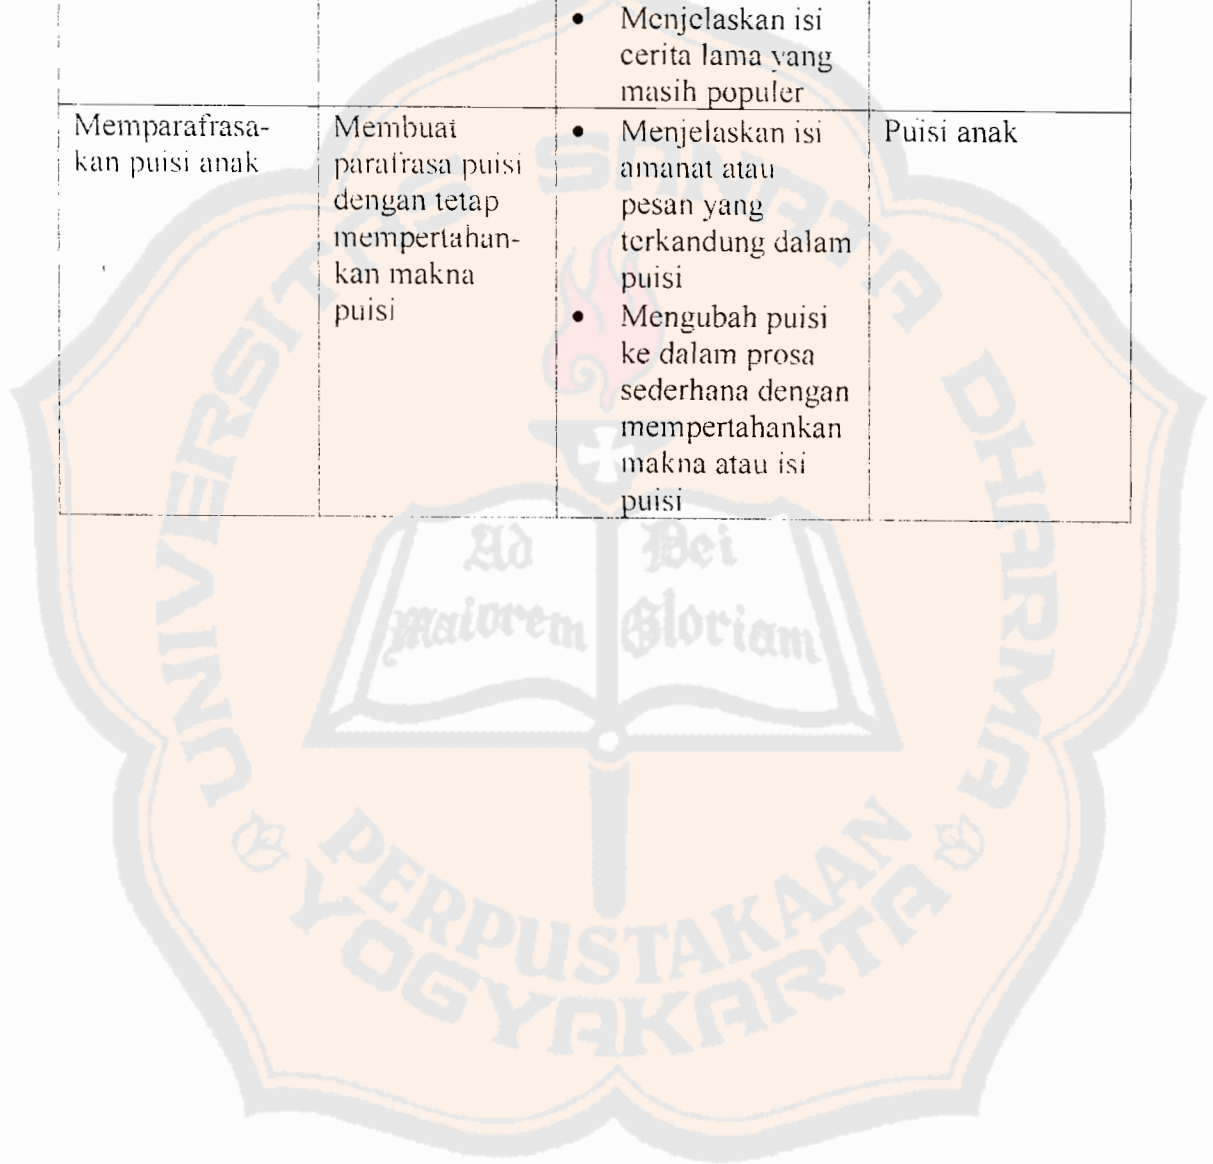 • Menjelaskan isi
cerita lama yang
masih populer
Memparafrasa-
kan puisi anak
Membuat
parafrasa puisi
dengan tetap
mempertahan-
kan makna
puisi
• Menjelaskan isi
amanat atau
pesan yang
terkandung dalam
puisi
• Mengubah puisi
ke dalam prosa
sederhana dengan
mempertahankan
makna atau isi
puisi
Puisi anak
UNIVERSITAS SANATA DHARMA
Ad
Maiorem
Dei
Gloriam
PERPUSTAKAAN
YOGYAKARTA